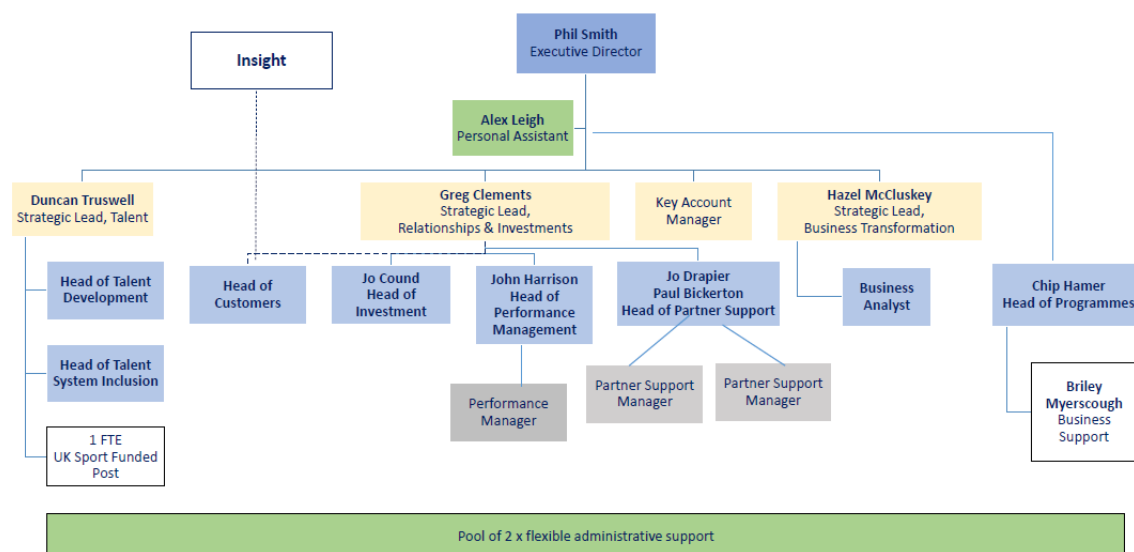 Phil Smith
Executive Director
Insight
Alex Leigh
Personal Assistant
Duncan Truswell
Strategic Lead, Talent
Greg Clements
Strategic Lead,
Relationships & Investments
Key Account
Manager
Hazel McCluskey
Strategic Lead,
Business Transformation
Head of Talent
Development
Head of
Customers
Jo Cound
Head of
Investment
John Harrison
Head of
Performance
Management
Jo Drapier
Paul Bickerton
Head of Partner Support
Business
Analyst
Chip Hamer
Head of Programmes
Head of Talent
System Inclusion
Performance
Manager
Partner Support
Manager
Partner Support
Manager
Briley
Myerscough
Business
Support
1 FTE
UK Sport Funded
Post
Pool of 2 x flexible administrative support